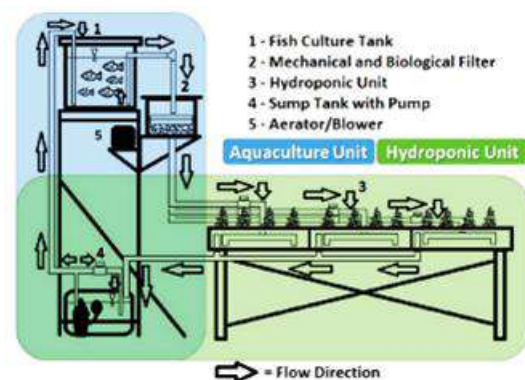 1
2
5
3
4
1 - Fish Culture Tank
2 - Mechanical and Biological Filter
3 - Hydroponic Unit
4 - Sump Tank with Pump
5 - Aerator/Blower
Aquaculture Unit Hydroponic Unit
= Flow Direction